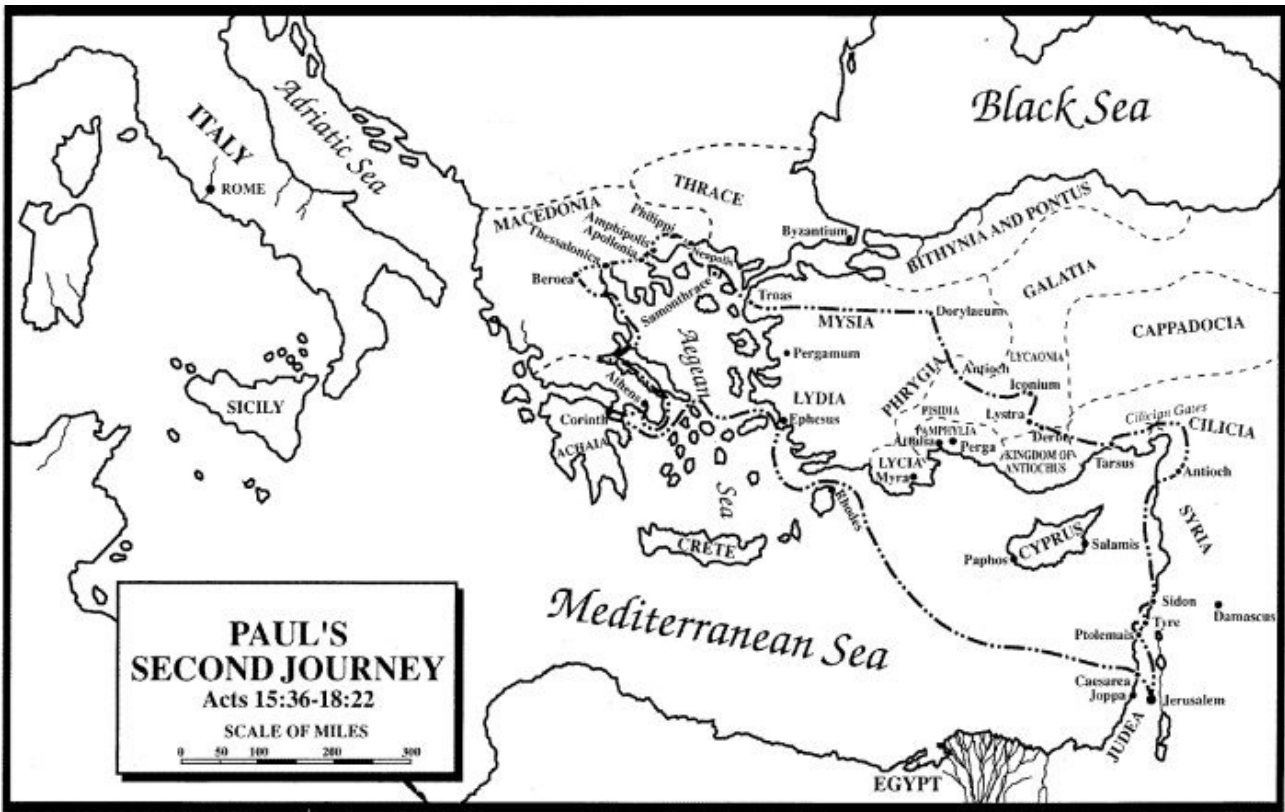 Black Sea
Adriatic Sea
ITALY
ROME
THRACE
MACEDONIA
Philippi
Amphipolis
Apollonia
Neapolis
Thessalonica
Beroea
Byzantium
BITHYNIA AND PONTUS
GALATIA
CAPPADOCIA
Samothrace
Troas
MYSIA
Dorylaeum
Pergamum
Aegean
Sea
LYCAONIA
Antioch
Iconium
PHRYGIA
LYDIA
Ephesus
PISIDIA
Lystra
PAMPHYLIA
Derbe
Cilician Gates
CILICIA
Attalia
Perga
KINGDOM OF
ANTIOCHUS
Tarsus
Antioch
LYCIA
Myra
SICILY
Athens
Corinth
ACHAIA
Rhodes
SYRIA
CRETE
CYPRUS
Salamis
Paphos
Mediterranean Sea
Sidon
Damascus
Tyre
Ptolemais
Caesarea
Joppa
Jerusalem
JUDEA
EGYPT
PAUL'S
SECOND JOURNEY
Acts 15:36-18:22
SCALE OF MILES
0 50 100 200 300